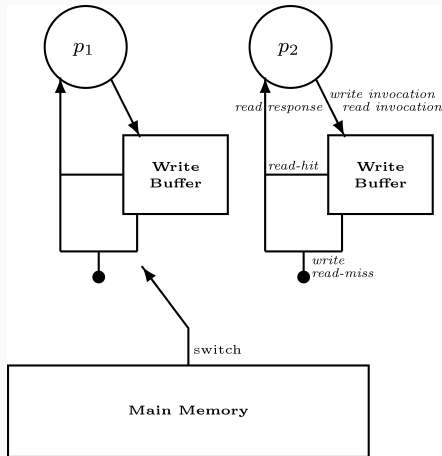 p1
p2
write invocation
read response
read invocation
Write
Buffer
read-hit
Write
Buffer
write
read-miss
switch
Main Memory